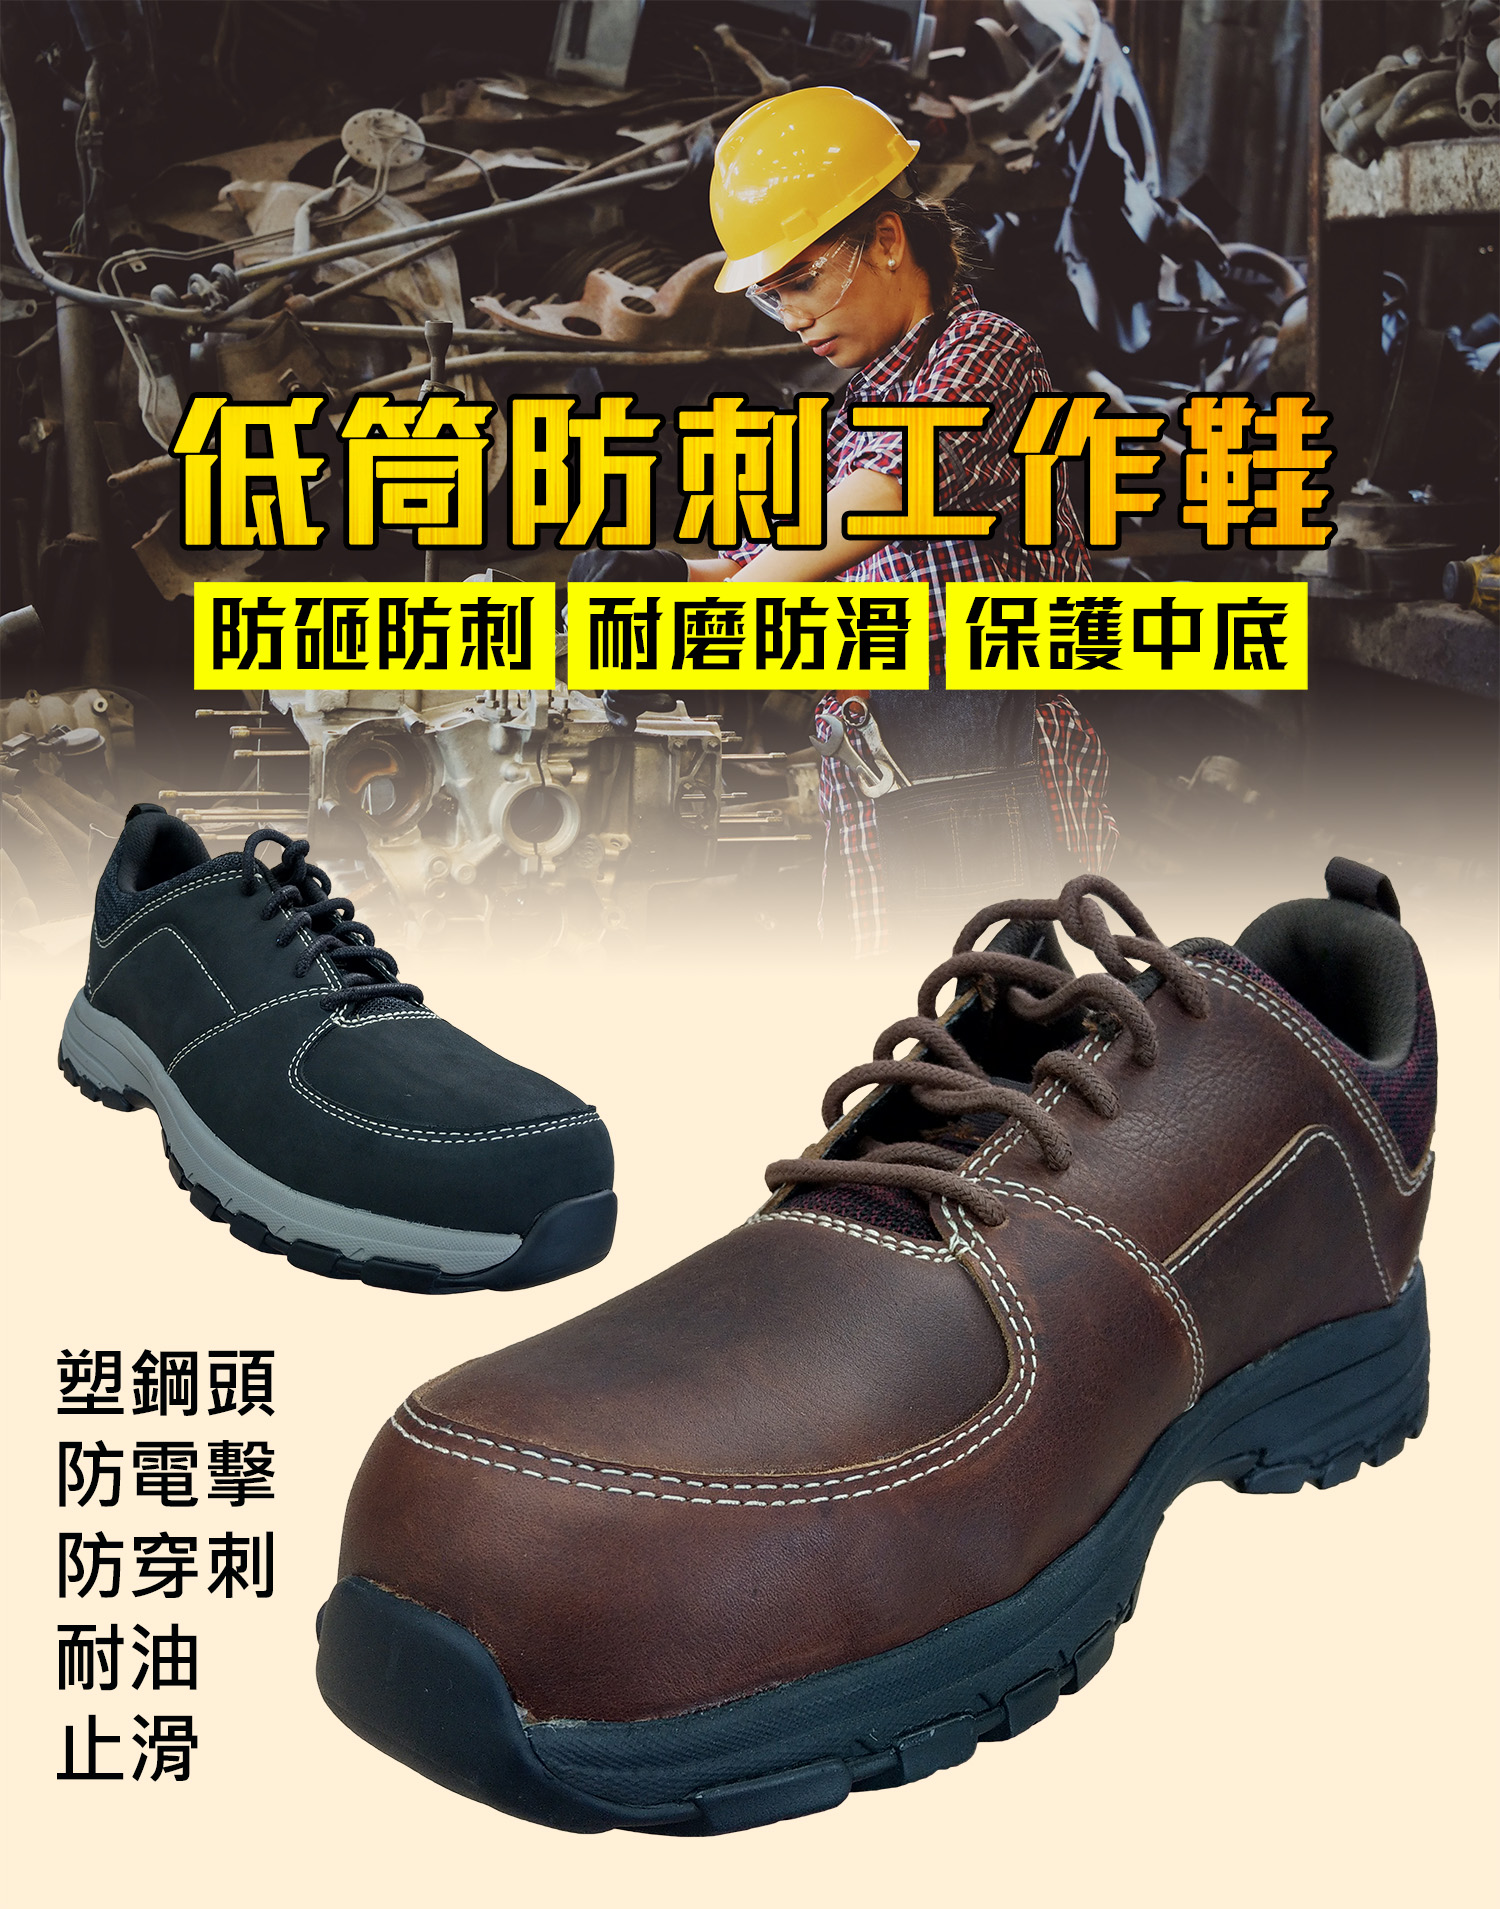 低筒防刺工作鞋
防砸防刺 耐磨防滑 保護中底
塑鋼頭
防電擊
防穿刺
耐油
止滑